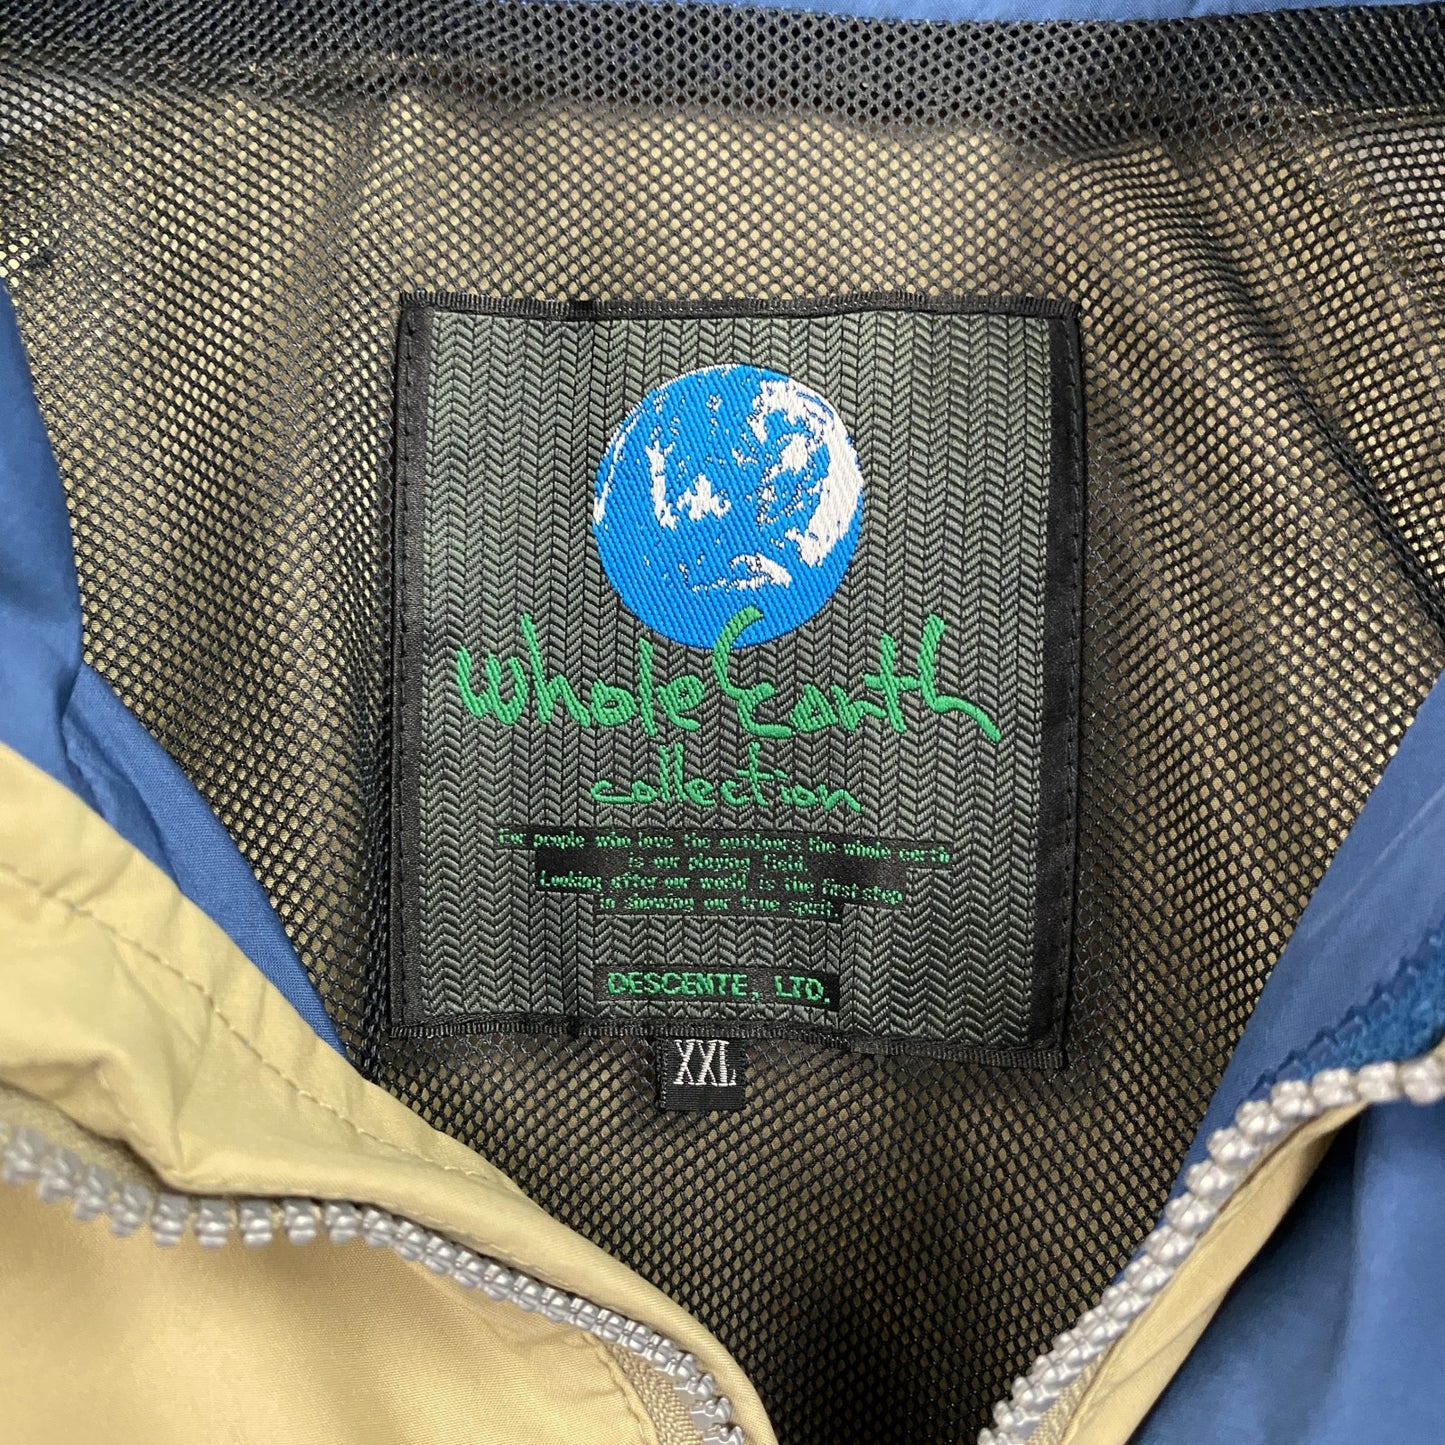 Whole Earth
collection
For people who love the outdoors the whole earth
is our playing field.
Looking after our world is the first step
in showing our true spirit.
DESCENTE, LTD.
XXL